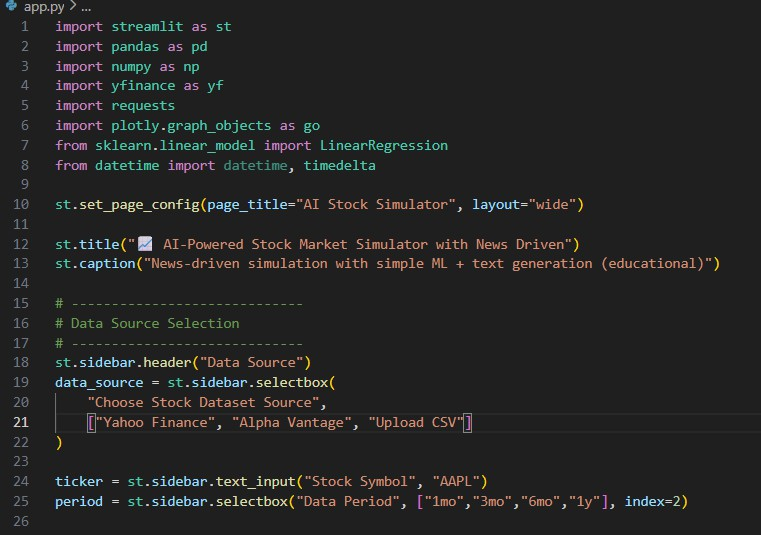 app.py > ...
1 import streamlit as st
2 import pandas as pd
3 import numpy as np
4 import yfinance as yf
5 import requests
6 import plotly.graph_objects as go
7 from sklearn.linear_model import LinearRegression
8 from datetime import datetime, timedelta
9
10 st.set_page_config(page_title="AI Stock Simulator", layout="wide")
11
12 st.title("📈 AI-Powered Stock Market Simulator with News Driven")
13 st.caption("News-driven simulation with simple ML + text generation (educational)")
14
15 # -----------------------------
16 # Data Source Selection
17 # -----------------------------
18 st.sidebar.header("Data Source")
19 data_source = st.sidebar.selectbox(
20     "Choose Stock Dataset Source",
21     ["Yahoo Finance", "Alpha Vantage", "Upload CSV"]
22 )
23
24 ticker = st.sidebar.text_input("Stock Symbol", "AAPL")
25 period = st.sidebar.selectbox("Data Period", ["1mo","3mo","6mo","1y"], index=2)
26